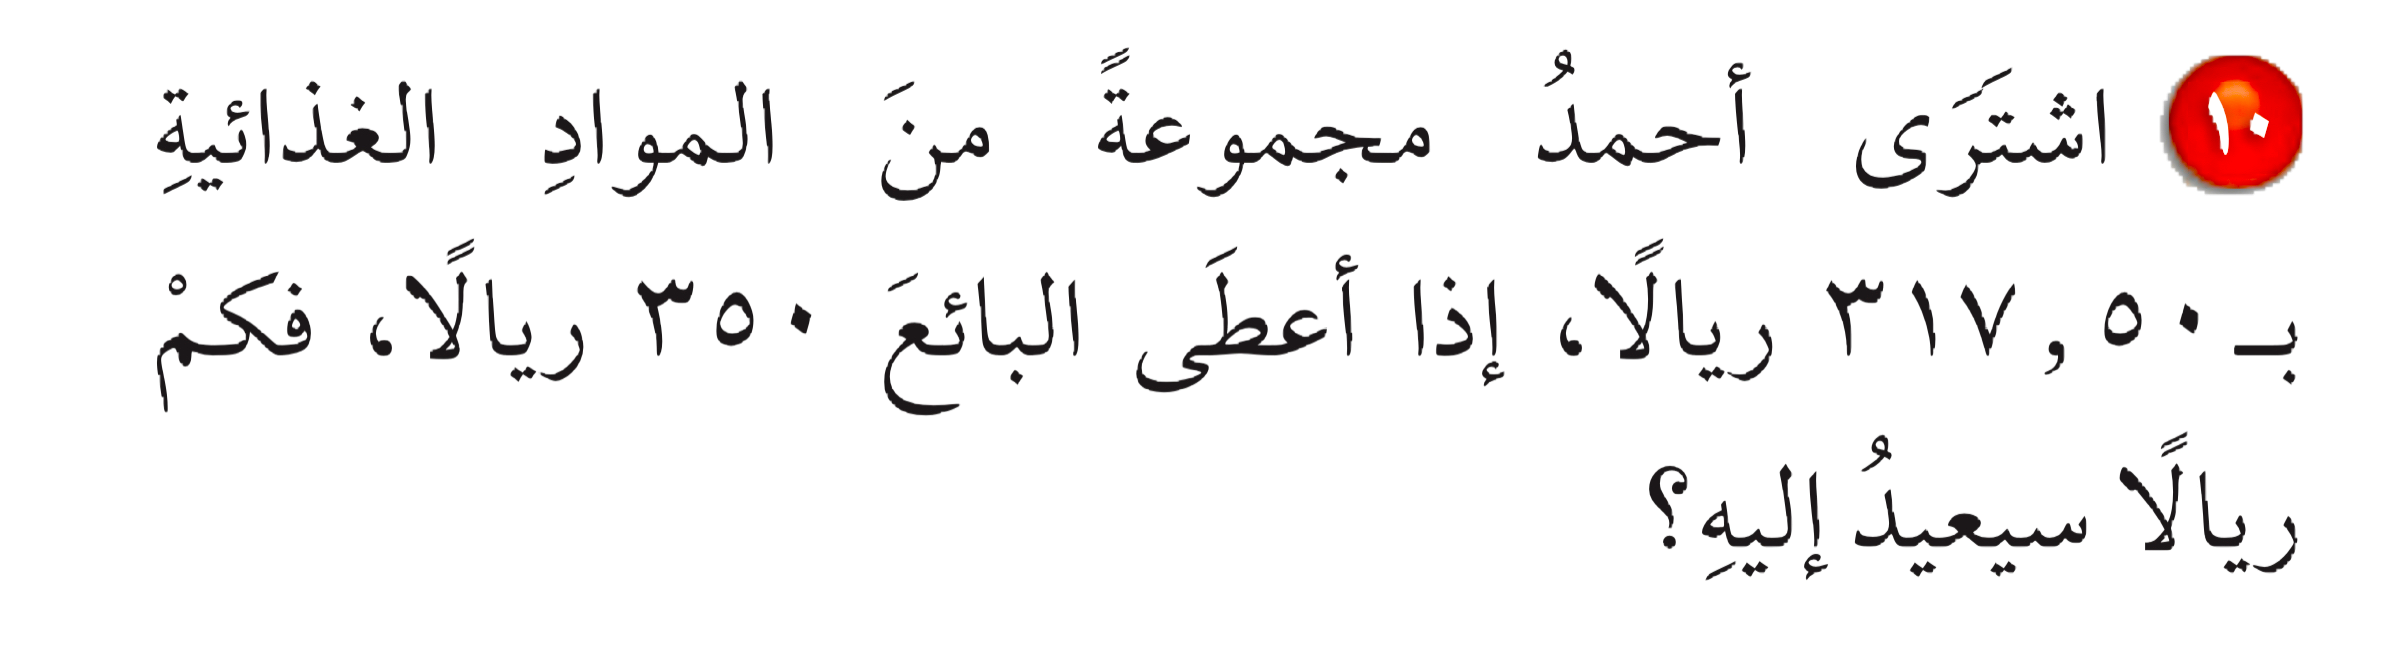 ١٠ اشتَرَى أحمدُ مجموعةً منَ الموادِ الغذائيةِ
بـ ٣١٧,٥٠ ريالًا، إذا أعطَى البائعَ ٣٥٠ ريالًا، فكمْ
ريالًا سيعيدُ إليهِ؟